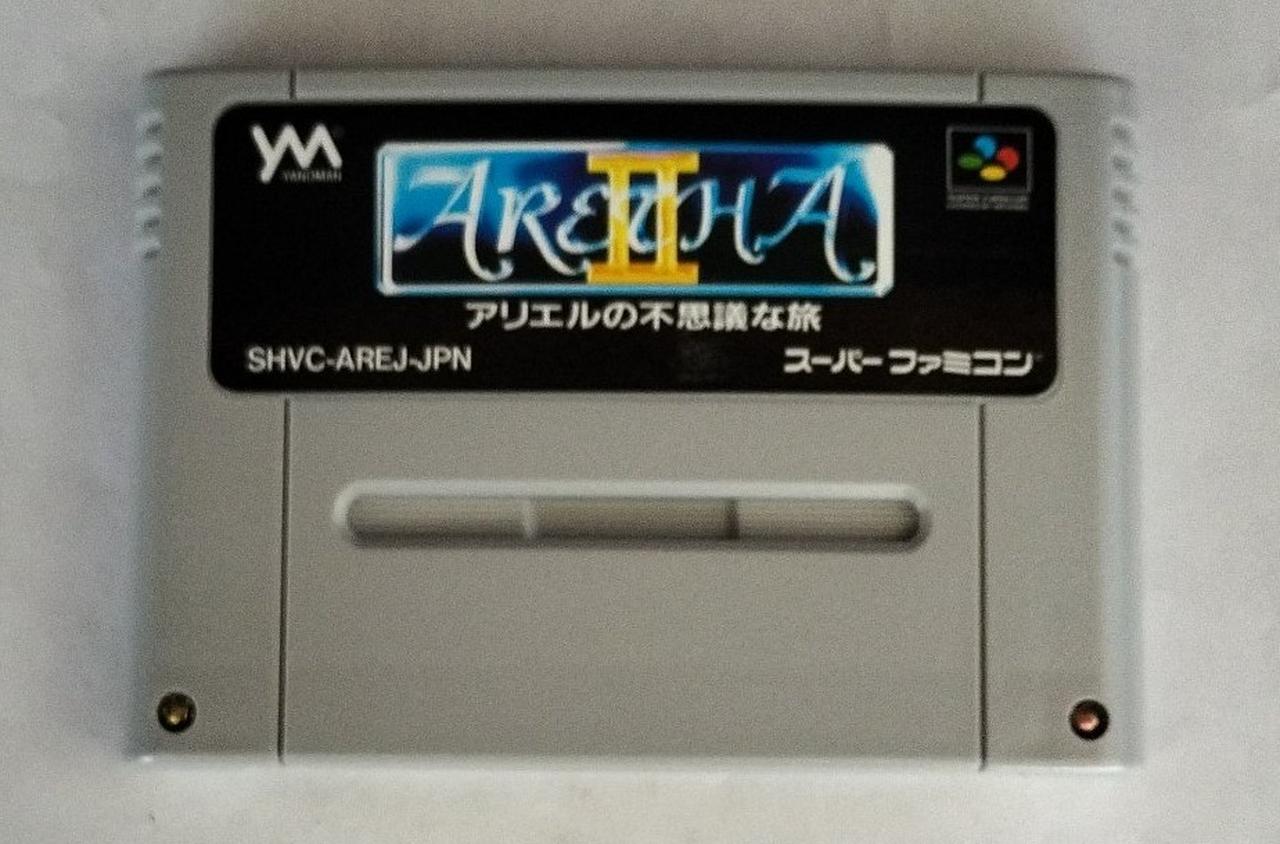 YM
YANOMAN
ARETHA II
アリエルの不思議な旅
SHVC-AREJ-JPN
スーパーファミコン